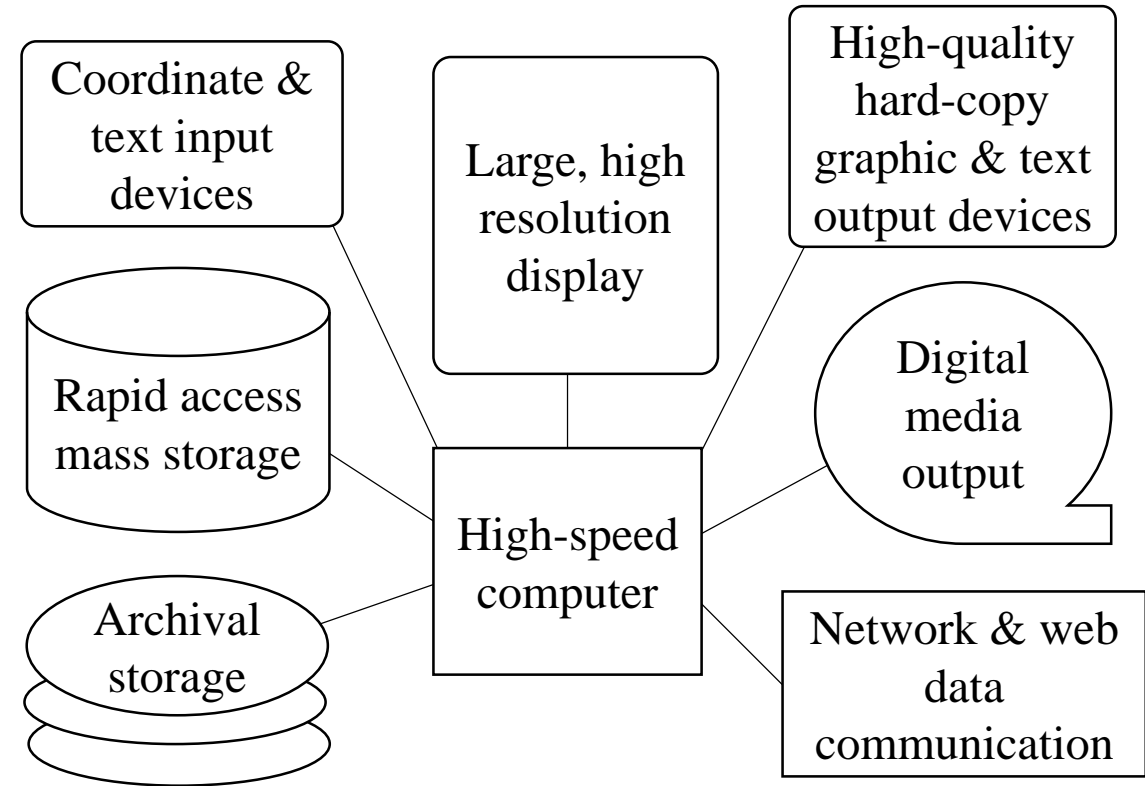 Coordinate &
text input
devices
Large, high
resolution
display
High-quality
hard-copy
graphic & text
output devices
Rapid access
mass storage
Digital
media
output
High-speed
computer
Archival
storage
Network & web
data
communication